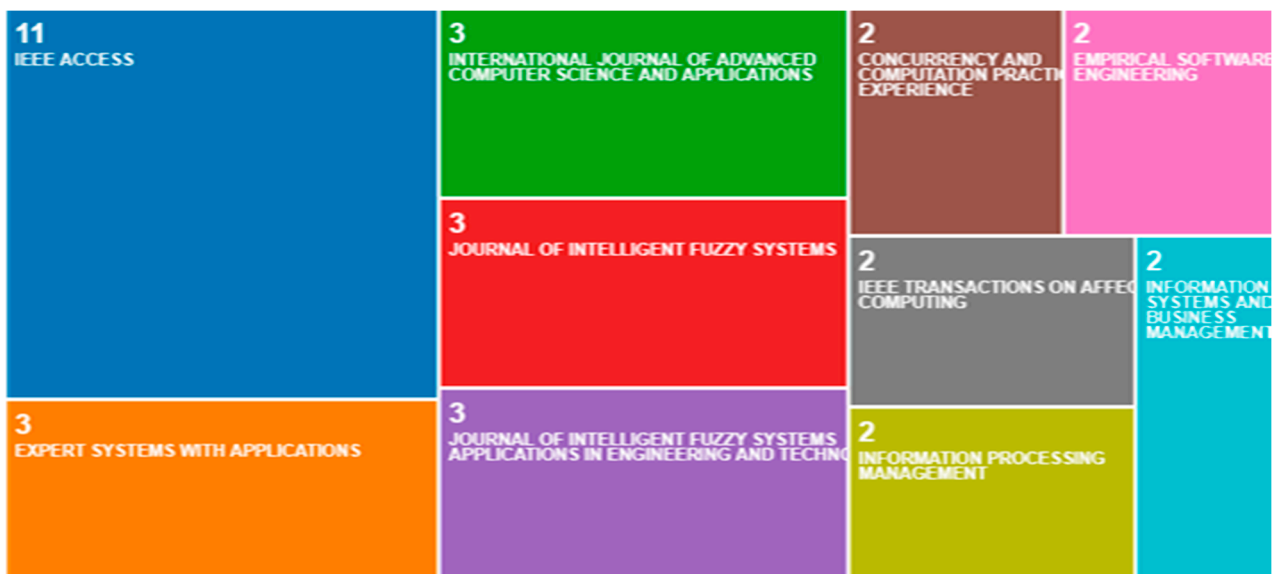 11
IEEE ACCESS
3
EXPERT SYSTEMS WITH APPLICATIONS
3
INTERNATIONAL JOURNAL OF ADVANCED
COMPUTER SCIENCE AND APPLICATIONS
3
JOURNAL OF INTELLIGENT FUZZY SYSTEMS
3
JOURNAL OF INTELLIGENT FUZZY SYSTEMS
APPLICATIONS IN ENGINEERING AND TECHNO
2
CONCURRENCY AND
COMPUTATION PRACTI
EXPERIENCE
2
EMPIRICAL SOFTWARE
ENGINEERING
2
IEEE TRANSACTIONS ON AFFEC
COMPUTING
2
INFORMATION
SYSTEMS AND
BUSINESS
MANAGEMENT
2
INFORMATION PROCESSING
MANAGEMENT